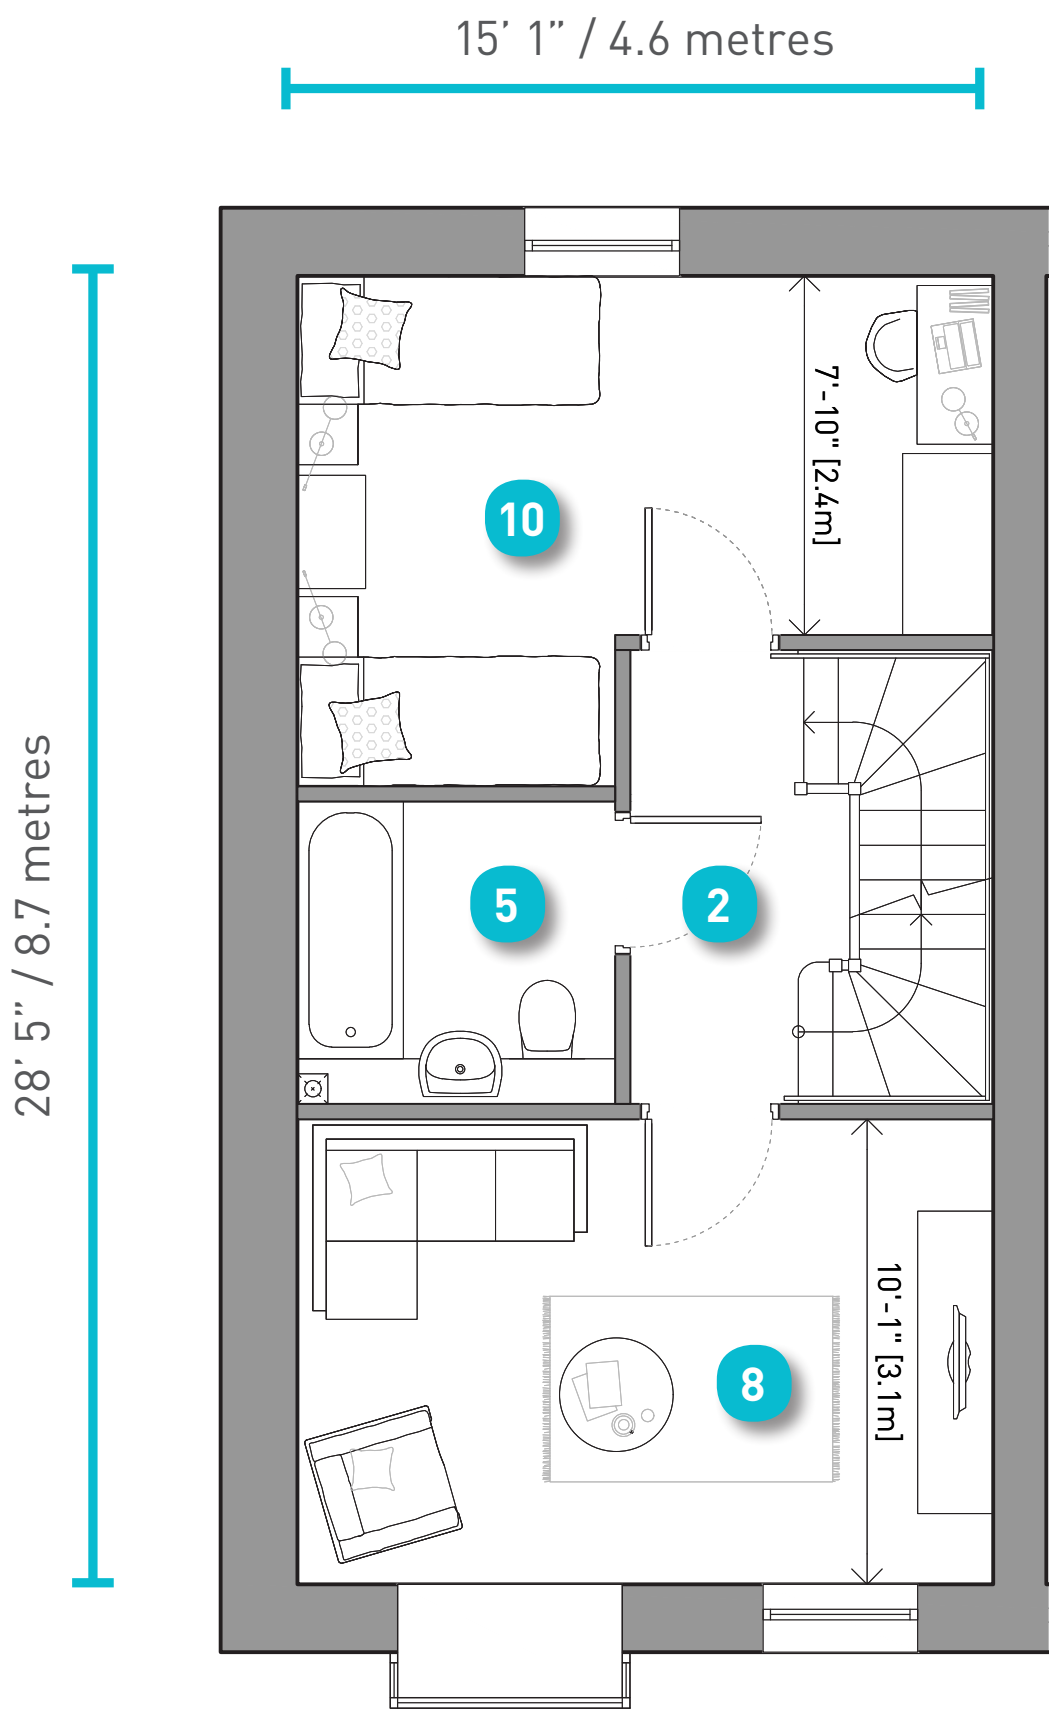 15’ 1” / 4.6 metres
28’ 5” / 8.7 metres
7'-10" [2.4m]
10
5
2
8
10'-1" [3.1m]